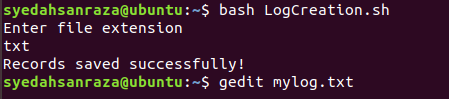 syedahsanraza@ubuntu:~$ bash LogCreation.sh
Enter file extension
txt
Records saved successfully!
syedahsanraza@ubuntu:~$ gedit mylog.txt